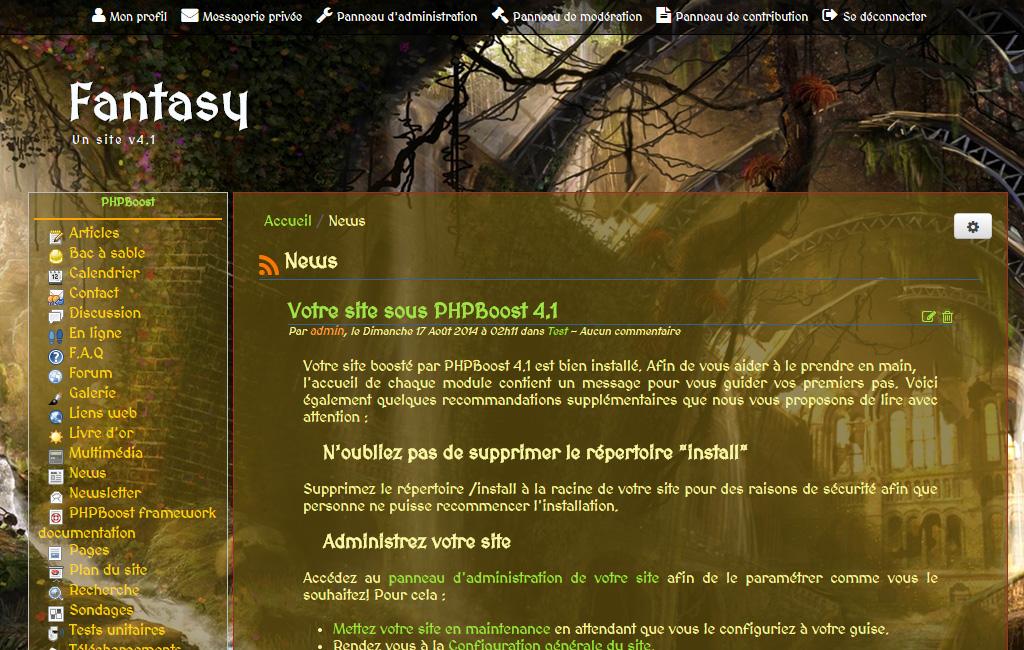 Mon profil Messagerie privée Panneau d'administration Panneau de modération Panneau de contribution Se déconnecter
Fantasy
Un site v4.1
PHPBoost
Articles
Bac à sable
Calendrier
Contact
Discussion
En ligne
F.A.Q
Forum
Galerie
Liens web
Livre d'or
Multimédia
News
Newsletter
PHPBoost framework
documentation
Pages
Plan du site
Recherche
Sondages
Tests unitaires
Téléchargements
Accueil / News
News
Votre site sous PHPBoost 4.1
Par admin, le Dimanche 17 Août 2014 à 02h11 dans Test - Aucun commentaire
Votre site boosté par PHPBoost 4.1 est bien installé. Afin de vous aider à le prendre en main,
l'accueil de chaque module contient un message pour vous guider vos premiers pas. Voici
également quelques recommandations supplémentaires que nous vous proposons de lire avec
attention :
N'oubliez pas de supprimer le répertoire "install"
Supprimez le répertoire /install à la racine de votre site pour des raisons de sécurité afin que
personne ne puisse recommencer l'installation.
Administrez votre site
Accédez au panneau d'administration de votre site afin de le paramétrer comme vous le
souhaitez! Pour cela :
• Mettez votre site en maintenance en attendant que vous le configuriez à votre guise.
• Rendez vous à la Configuration générale du site.